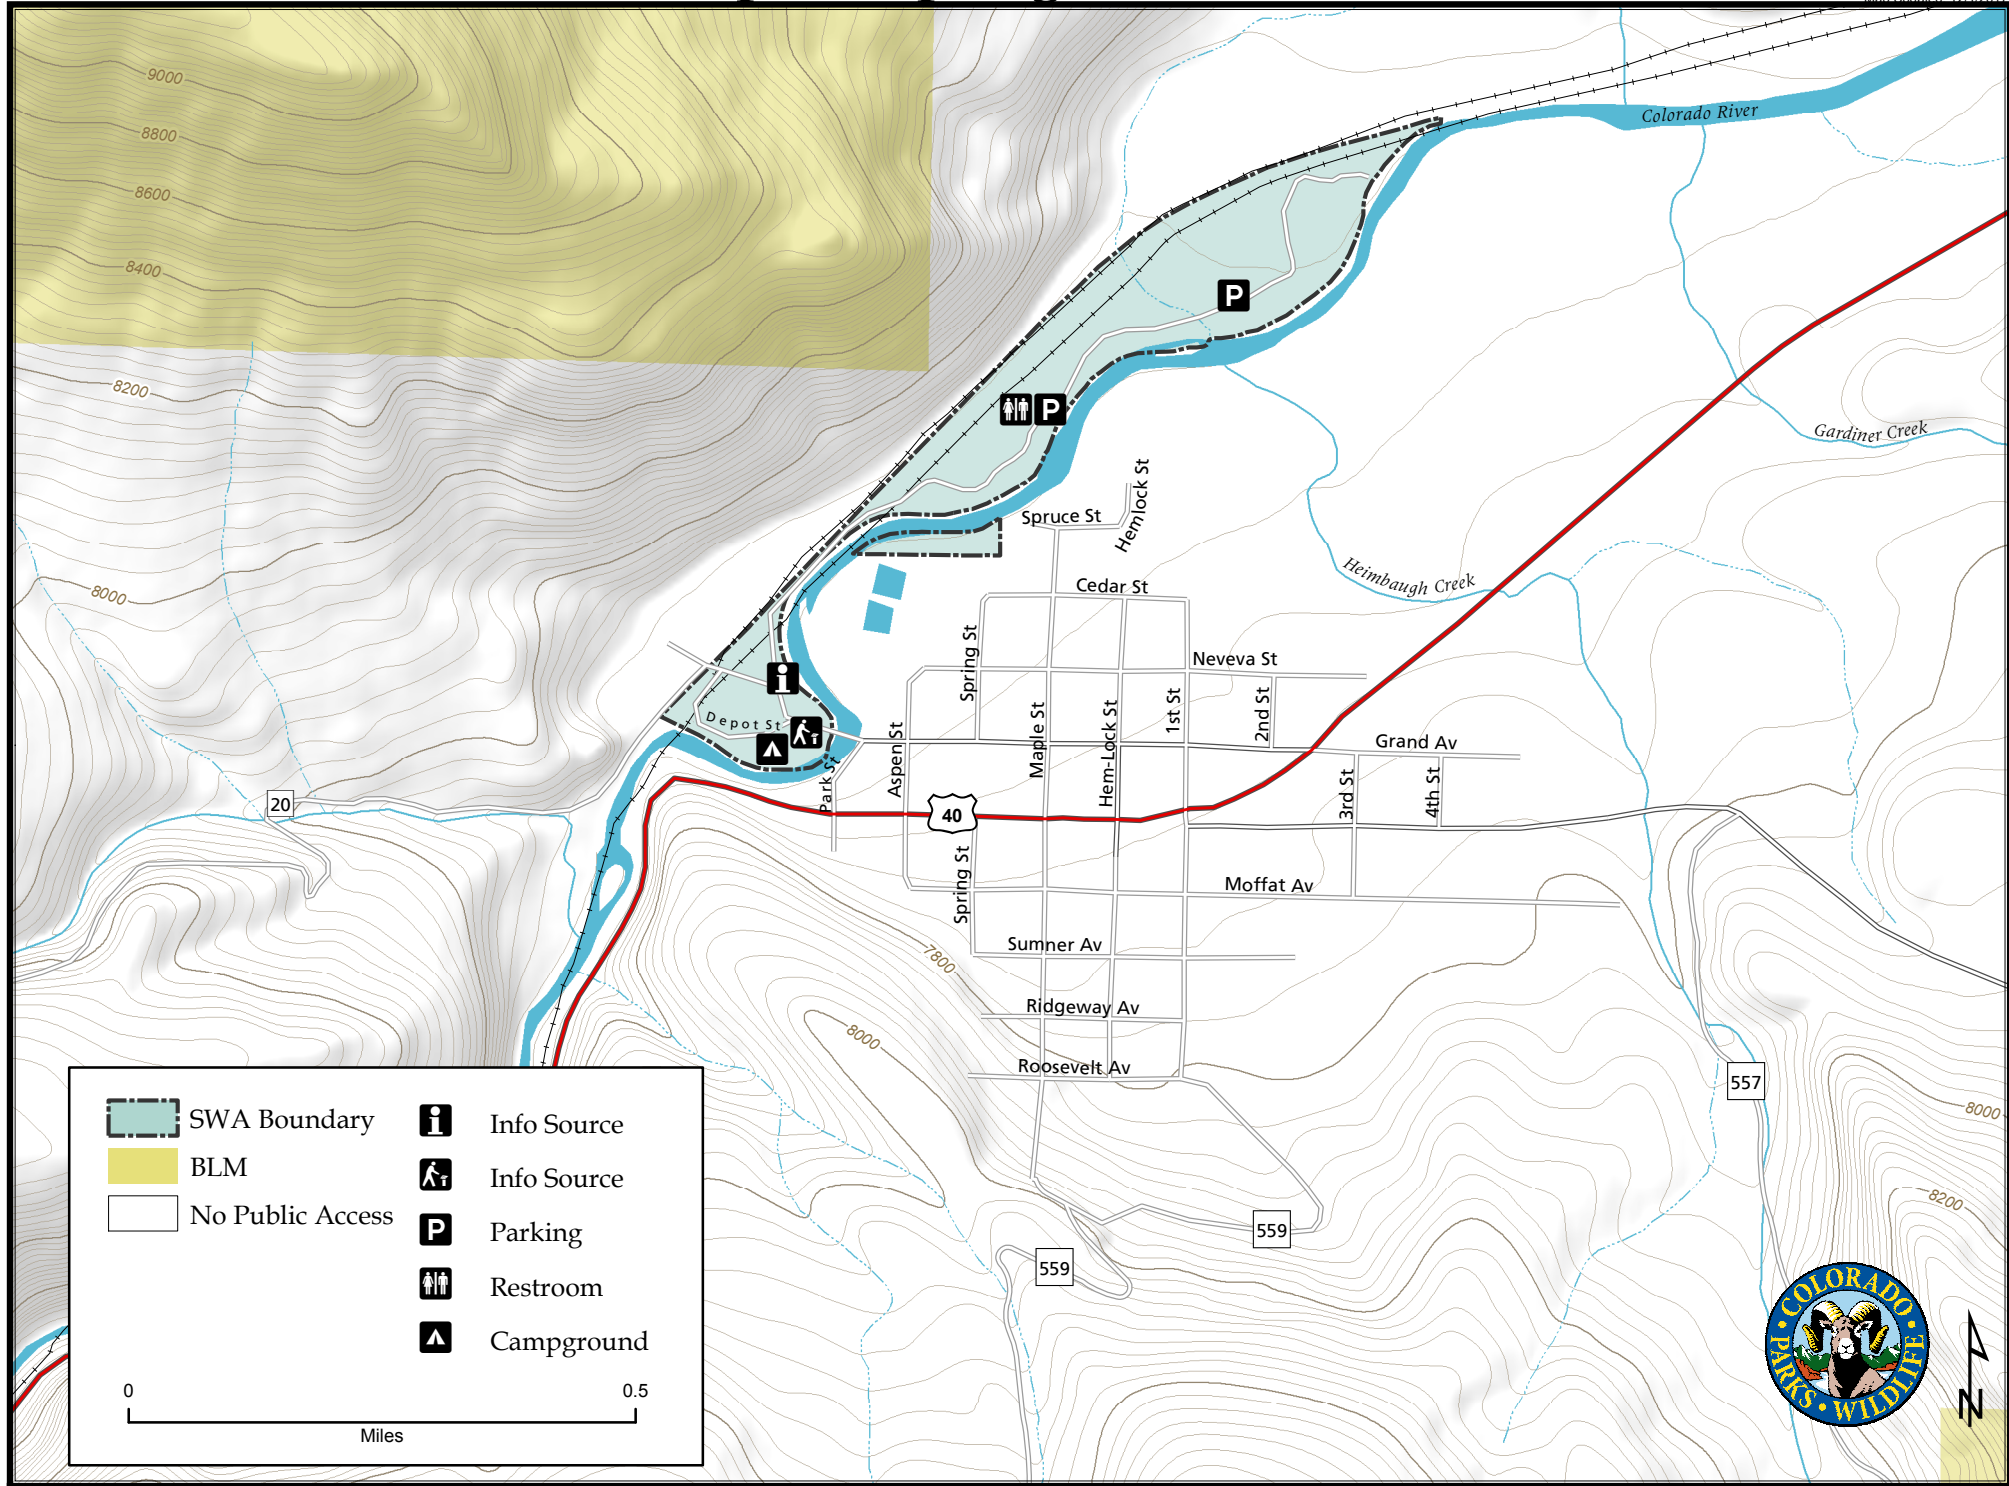 Colorado River
9000
8800
8600
8400
8200
8000
P
P
Gardiner Creek
Heimbaugh Creek
Spruce St
Hemlock St
Cedar St
Spring St
Neveva St
Maple St
Hem-Lock St
1st St
2nd St
Depot St
Park St
Aspen St
Grand Av
3rd St
4th St
20
40
Spring St
Moffat Av
Sumner Av
7800
Ridgeway Av
8000
Roosevelt Av
557
8000
8200
559
559
SWA Boundary
BLM
No Public Access
i
Info Source
Info Source
P
Parking
Restroom
Campground
0 0.5
Miles
COLORADO
PARKS • WILDLIFE
N